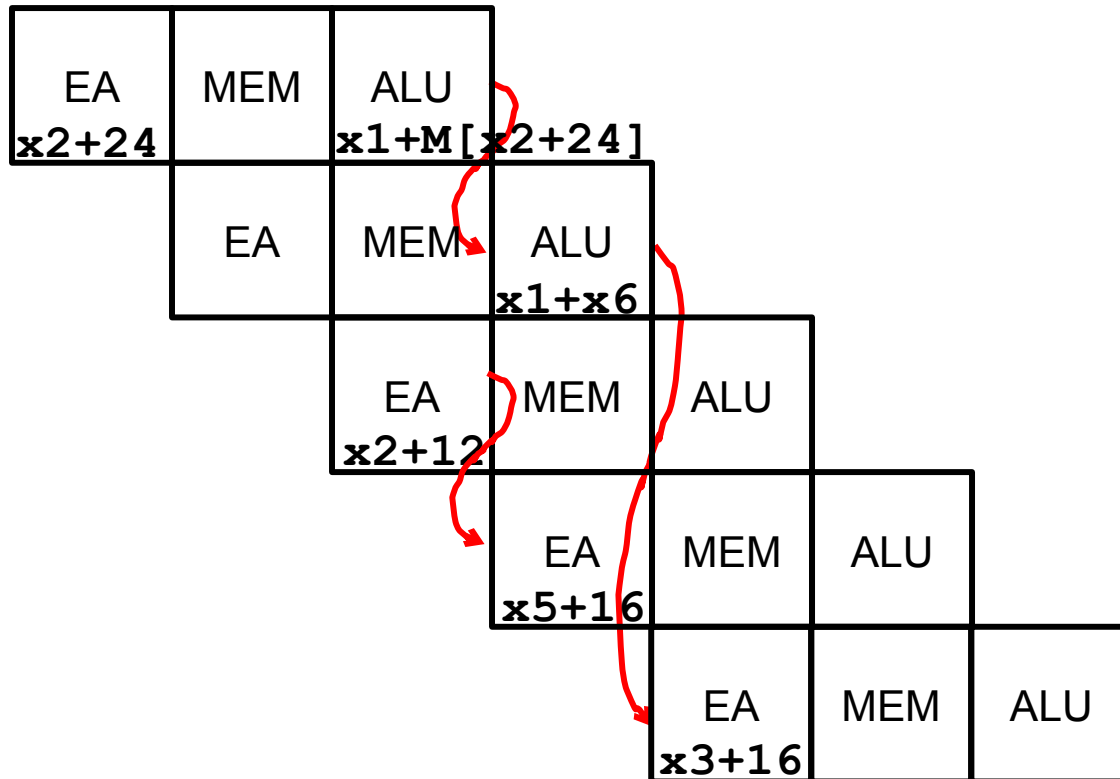 EA MEM ALU
x2+24 x1+M[x2+24]
EA MEM ALU
x1+x6
EA MEM ALU
x2+12
EA MEM ALU
x5+16
EA MEM ALU
x3+16